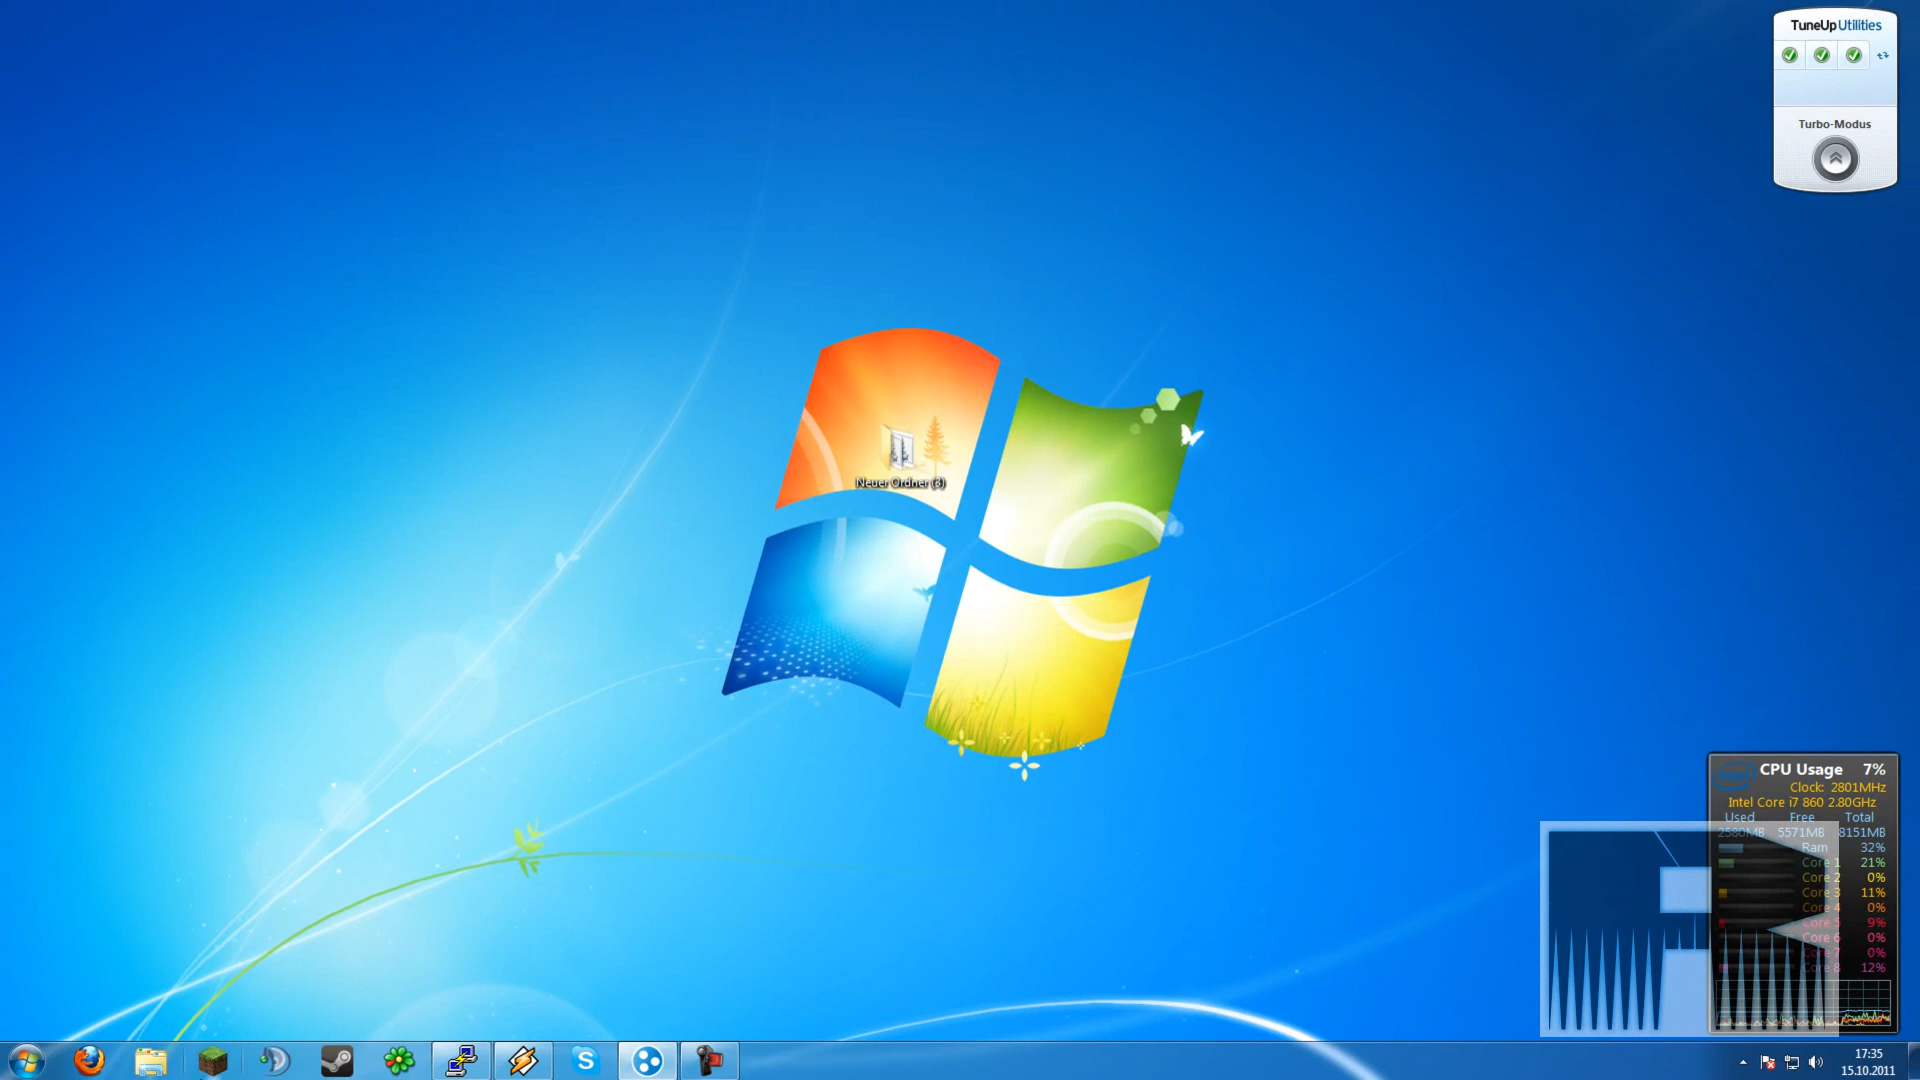 TuneUp Utilities
Turbo-Modus
Neuer Ordner (3)
CPU Usage 7%
Clock: 2801MHz
Intel Core i7 860 2.80GHz
Used Free Total
2580MB 5571MB 8151MB
Ram 32%
Core 1 21%
Core 2 0%
Core 3 11%
Core 4 0%
Core 5 9%
Core 6 0%
Core 7 0%
Core 8 12%
17:35
15.10.2011